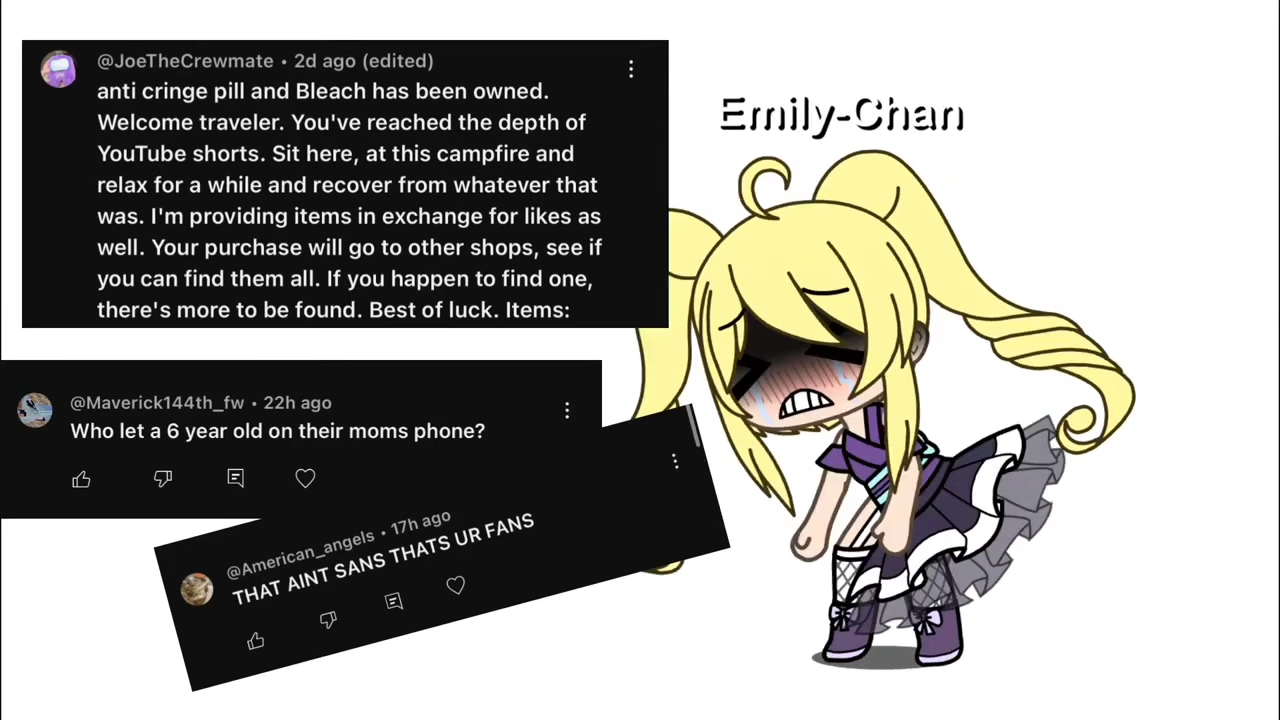 @JoeTheCrewmate • 2d ago (edited)
anti cringe pill and Bleach has been owned.
Welcome traveler. You've reached the depth of
YouTube shorts. Sit here, at this campfire and
relax for a while and recover from whatever that
was. I'm providing items in exchange for likes as
well. Your purchase will go to other shops, see if
you can find them all. If you happen to find one,
there's more to be found. Best of luck. Items:
Emily-Chan
@Maverick144th_fw • 22h ago
Who let a 6 year old on their moms phone?
@American_angels • 17h ago
THAT AINT SANS THATS UR FANS